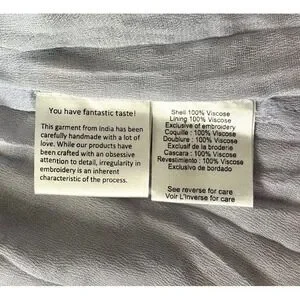 You have fantastic taste!
This garment from India has been
carefully handmade with a lot of
love. While our products have
been crafted with an obsessive
attention to detail, irregularity in
embroidery is an inherent
characteristic of the process.
Shell 100% Viscose
Lining 100% Viscose
Exclusive of embroidery
Coquille : 100% Viscose
Doublure : 100% Viscose
Exclusif de la broderie
Cascara : 100% Viscose
Revestimiento : 100% Viscose
Exclusivo de bordado
See reverse for care
Voir L'inverse for care